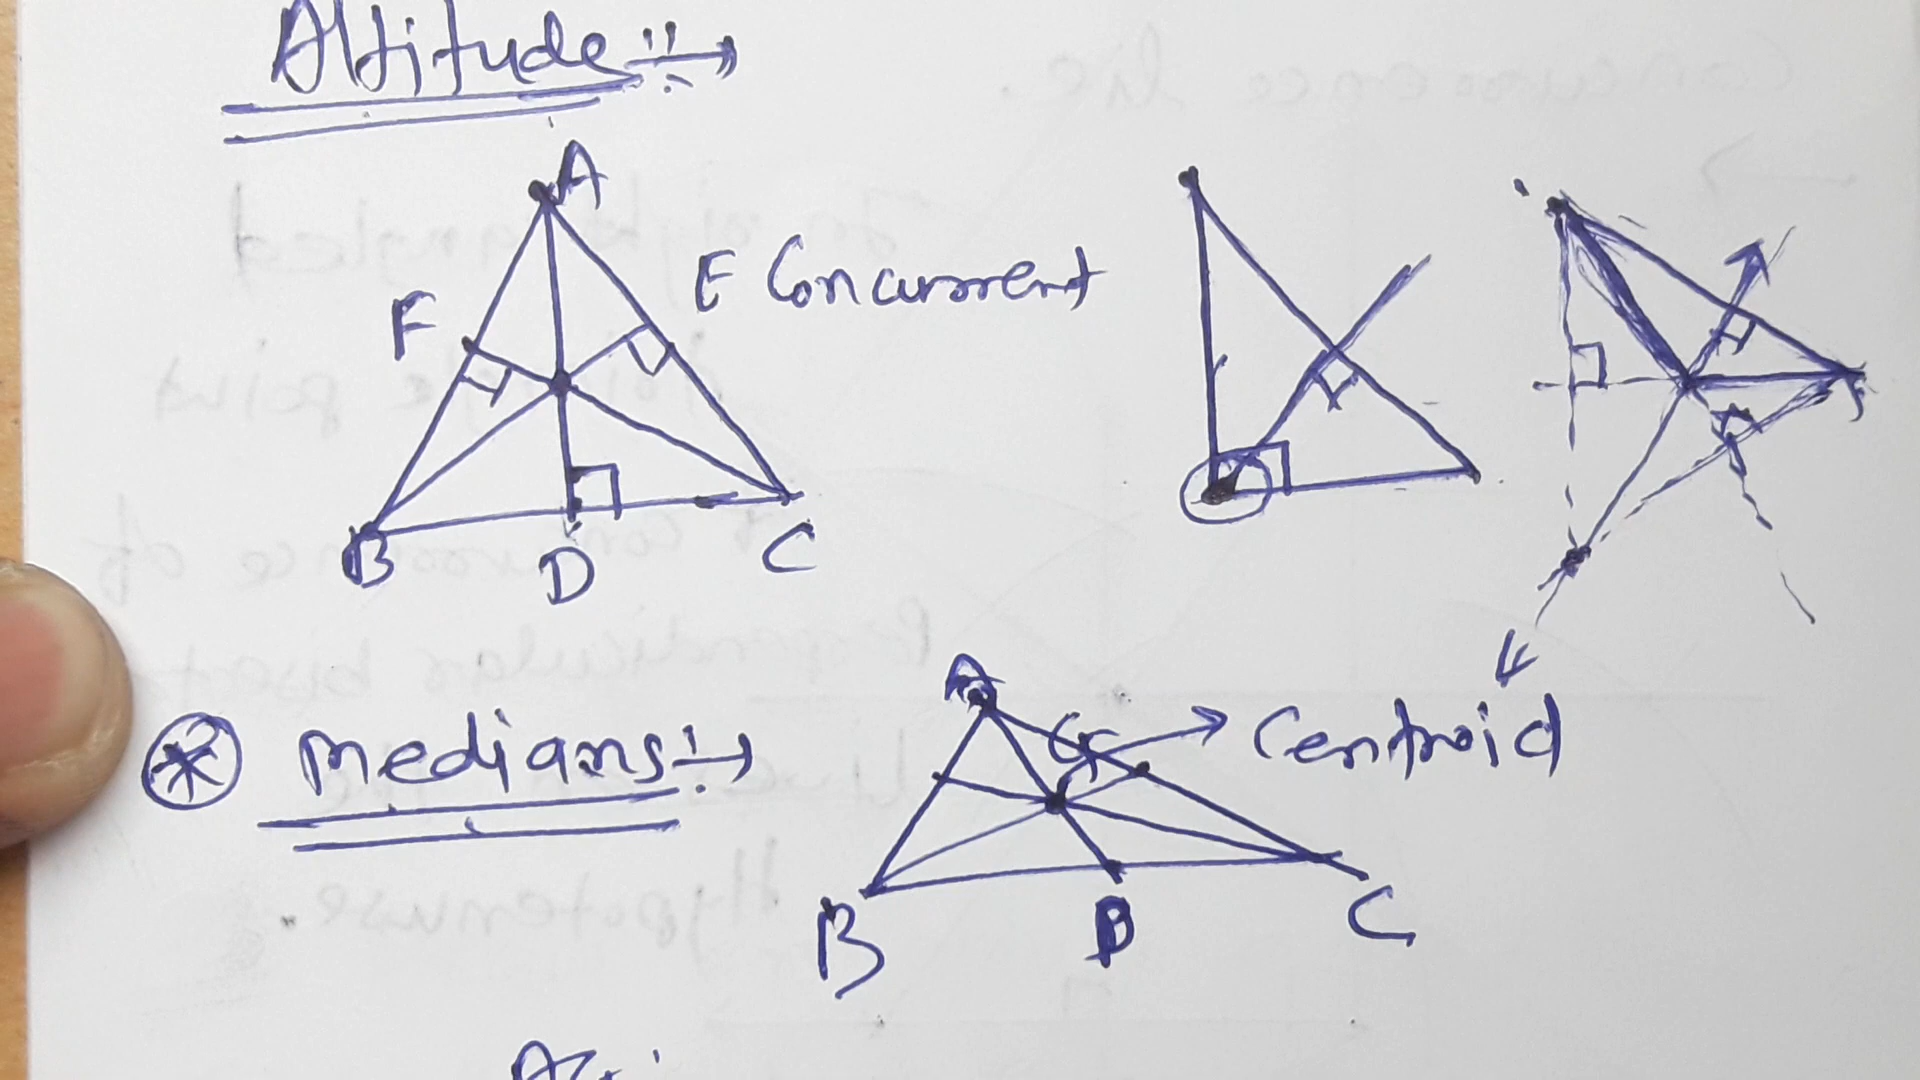 Altitude :→
A
F
E Concurrent
B
D
C
A
G
* Medians :→
Centroid
B
D
C